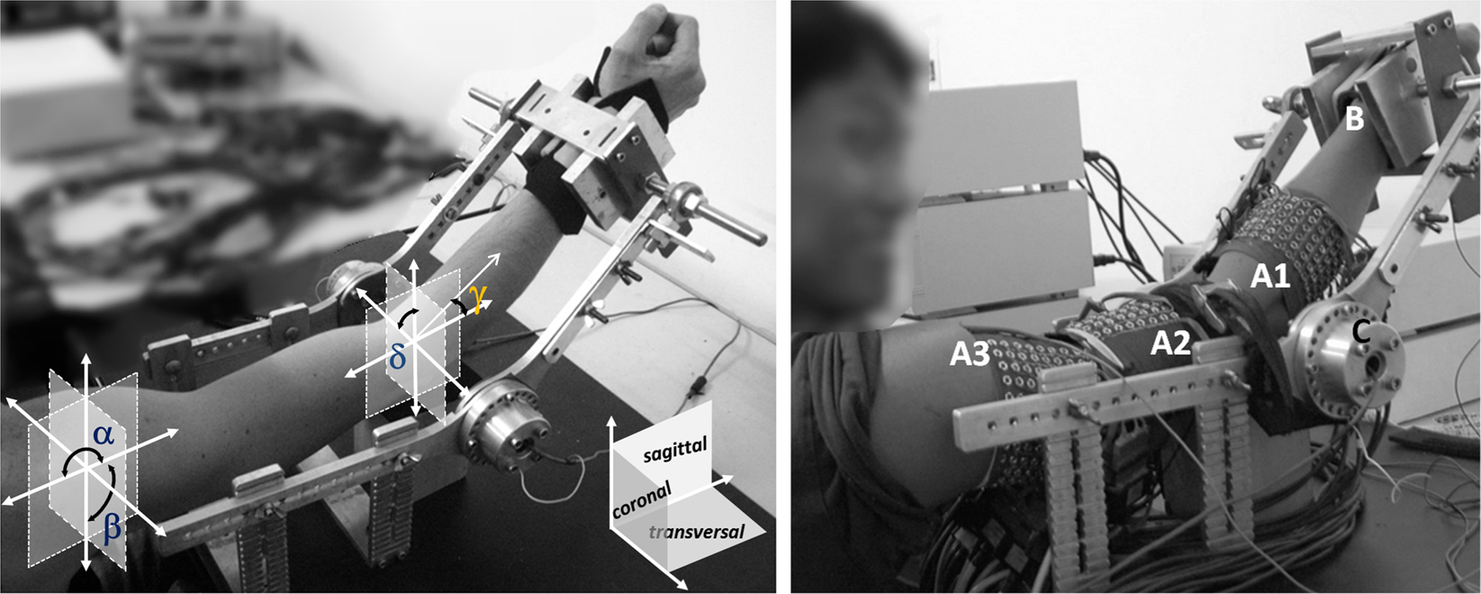 γ
δ
α
β
sagittal
coronal
transversal
B
A1
C
A2
A3